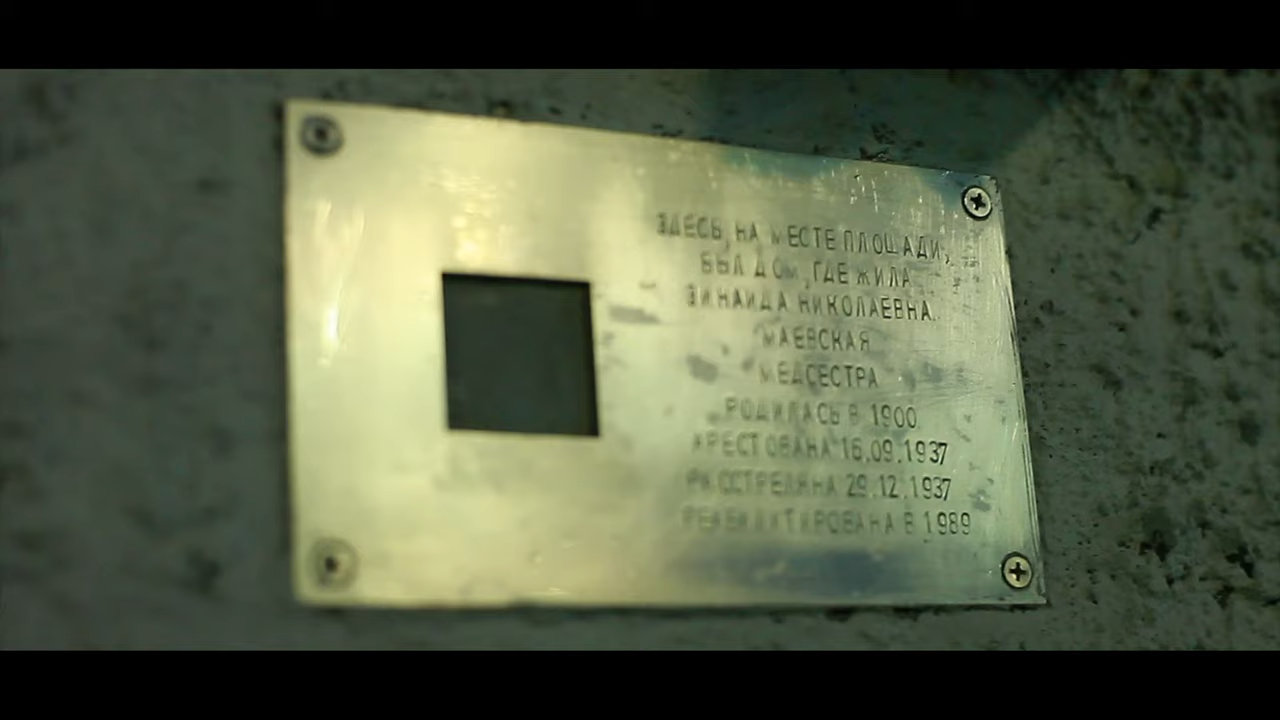 ЗДЕСЬ, НА МЕСТЕ ПЛОЩАДИ,
БЫЛ ДОМ, ГДЕ ЖИЛА
ЗИНАИДА НИКОЛАЕВНА
МАЕВСКАЯ
МЕДСЕСТРА
РОДИЛАСЬ В 1900
АРЕСТОВАНА 16.09.1937
РАССТРЕЛЯНА 29.12.1937
РЕАБИЛИТИРОВАНА В 1989